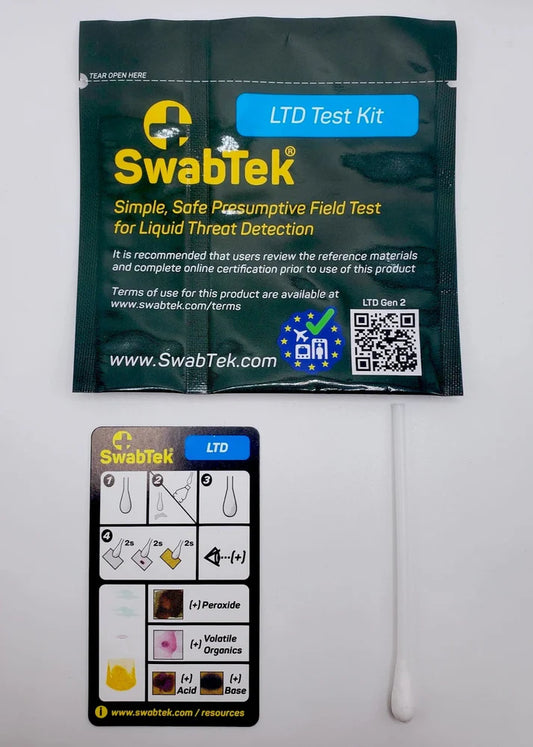 TEAR OPEN HERE
LTD Test Kit
SwabTek®
Simple, Safe Presumptive Field Test
for Liquid Threat Detection
It is recommended that users review the reference materials
and complete online certification prior to use of this product
Terms of use for this product are available at
www.swabtek.com/terms
LTD Gen 2
www.SwabTek.com
SwabTek®
LTD
1
2
3
4
2s
2s
2s
(+)
(+) Peroxide
(+) Volatile
Organics
(+)
Acid
(+)
Base
i www.swabtek.com / resources